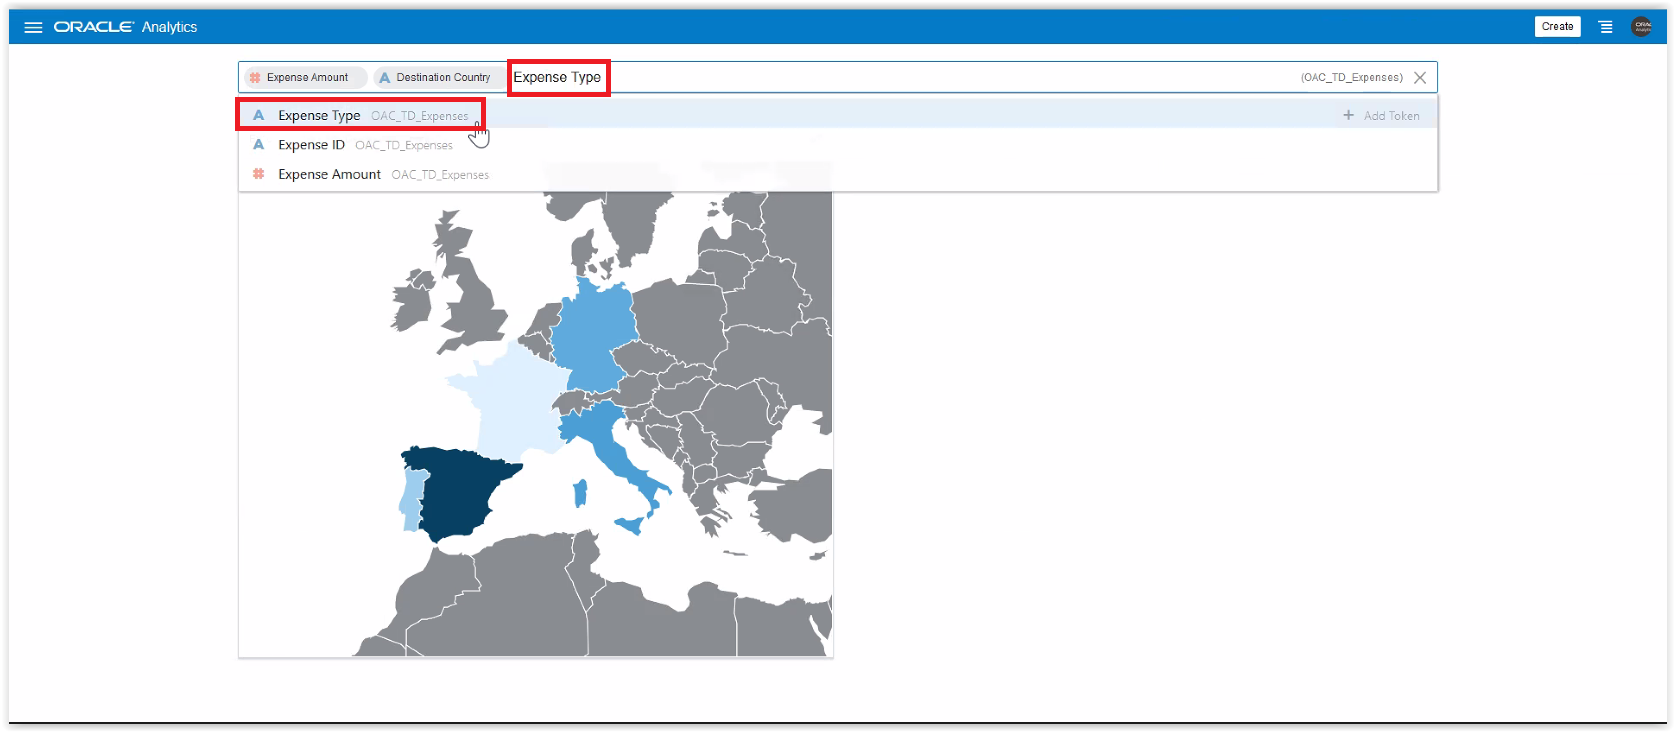 ORACLE Analytics Create
# Expense Amount A Destination Country Expense Type (OAC_TD_Expenses)
A Expense Type OAC_TD_Expenses + Add Token
A Expense ID OAC_TD_Expenses
# Expense Amount OAC_TD_Expenses